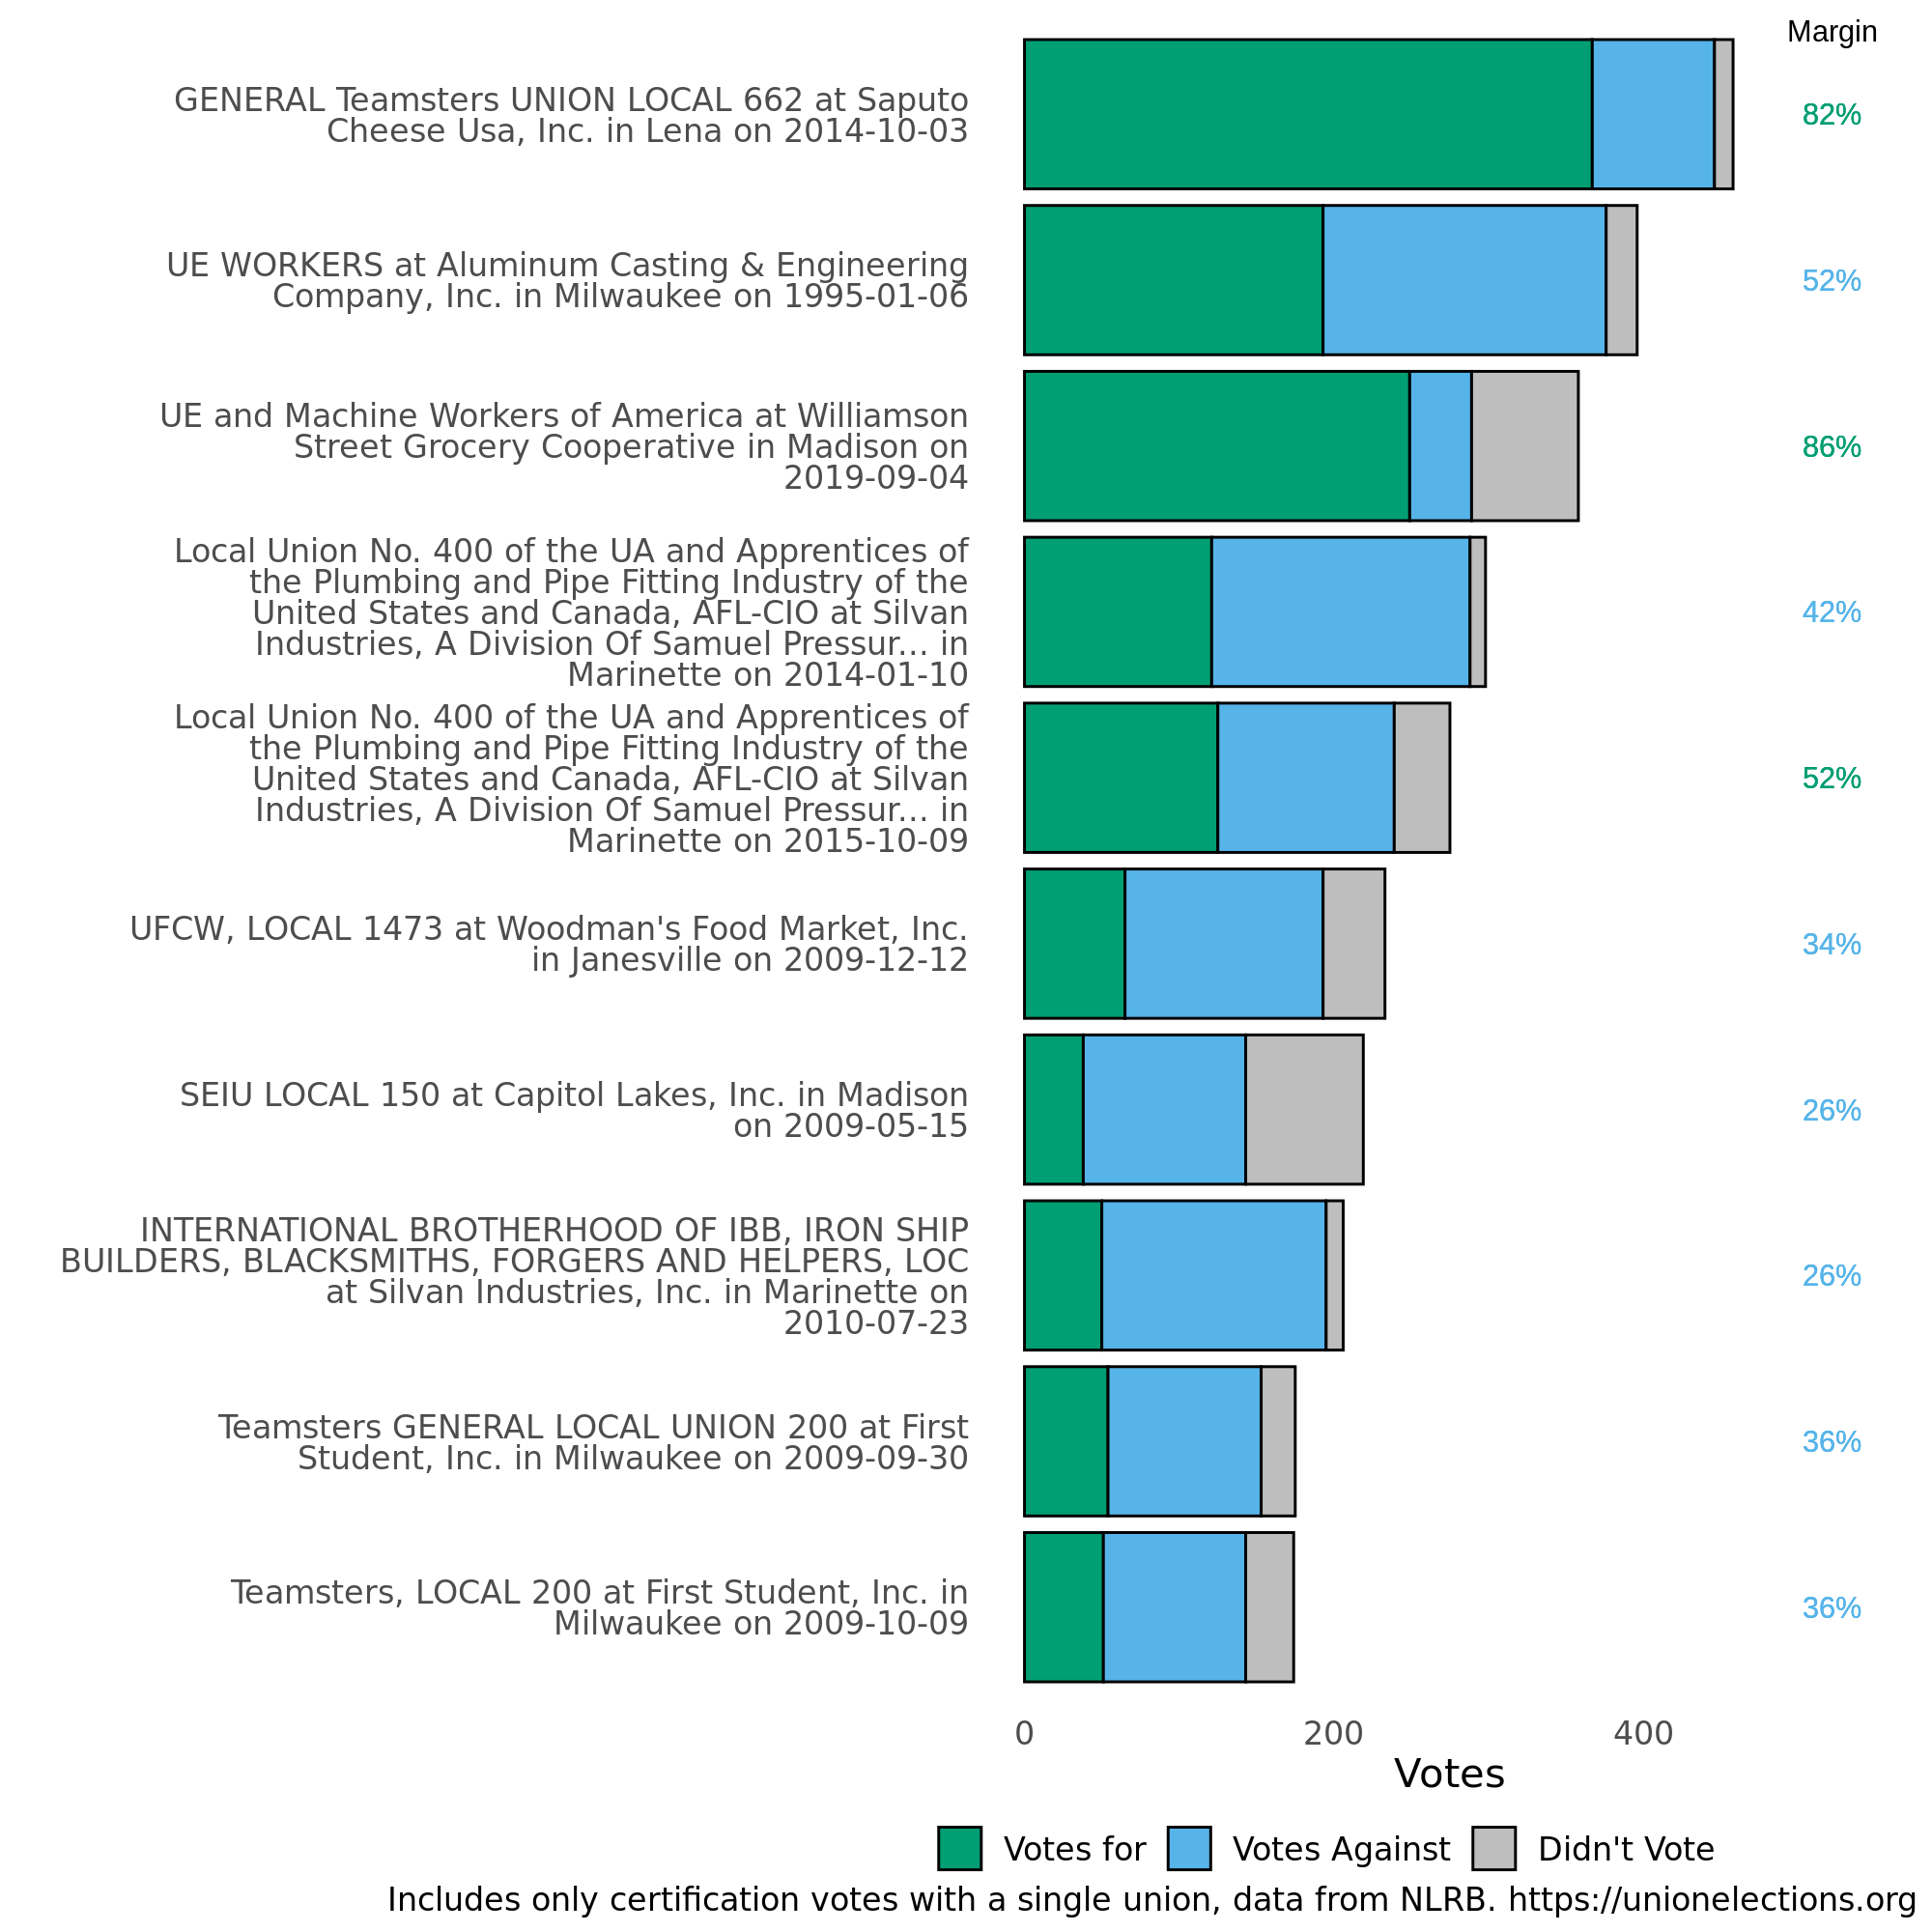 Margin
GENERAL Teamsters UNION LOCAL 662 at Saputo
Cheese Usa, Inc. in Lena on 2014-10-03
82%
UE WORKERS at Aluminum Casting & Engineering
Company, Inc. in Milwaukee on 1995-01-06
52%
UE and Machine Workers of America at Williamson
Street Grocery Cooperative in Madison on
2019-09-04
86%
Local Union No. 400 of the UA and Apprentices of
the Plumbing and Pipe Fitting Industry of the
United States and Canada, AFL-CIO at Silvan
Industries, A Division Of Samuel Pressur... in
Marinette on 2014-01-10
42%
Local Union No. 400 of the UA and Apprentices of
the Plumbing and Pipe Fitting Industry of the
United States and Canada, AFL-CIO at Silvan
Industries, A Division Of Samuel Pressur... in
Marinette on 2015-10-09
52%
UFCW, LOCAL 1473 at Woodman's Food Market, Inc.
in Janesville on 2009-12-12
34%
SEIU LOCAL 150 at Capitol Lakes, Inc. in Madison
on 2009-05-15
26%
INTERNATIONAL BROTHERHOOD OF IBB, IRON SHIP
BUILDERS, BLACKSMITHS, FORGERS AND HELPERS, LOC
at Silvan Industries, Inc. in Marinette on
2010-07-23
26%
Teamsters GENERAL LOCAL UNION 200 at First
Student, Inc. in Milwaukee on 2009-09-30
36%
Teamsters, LOCAL 200 at First Student, Inc. in
Milwaukee on 2009-10-09
36%
0 200 400
Votes
Votes for Votes Against Didn't Vote
Includes only certification votes with a single union, data from NLRB. https://unionelections.org